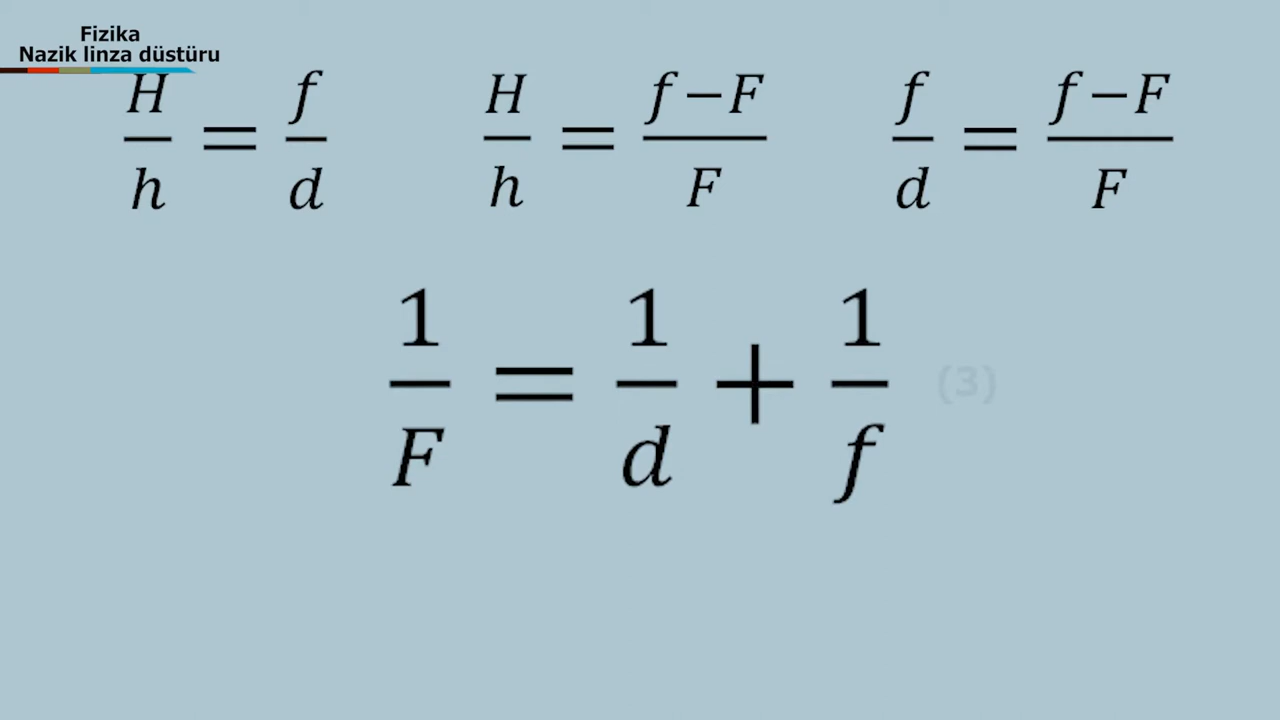 Fizika
Nazik linza düstüru
H/h = f/d
H/h = (f−F)/F
f/d = (f−F)/F
1/F = 1/d + 1/f (3)